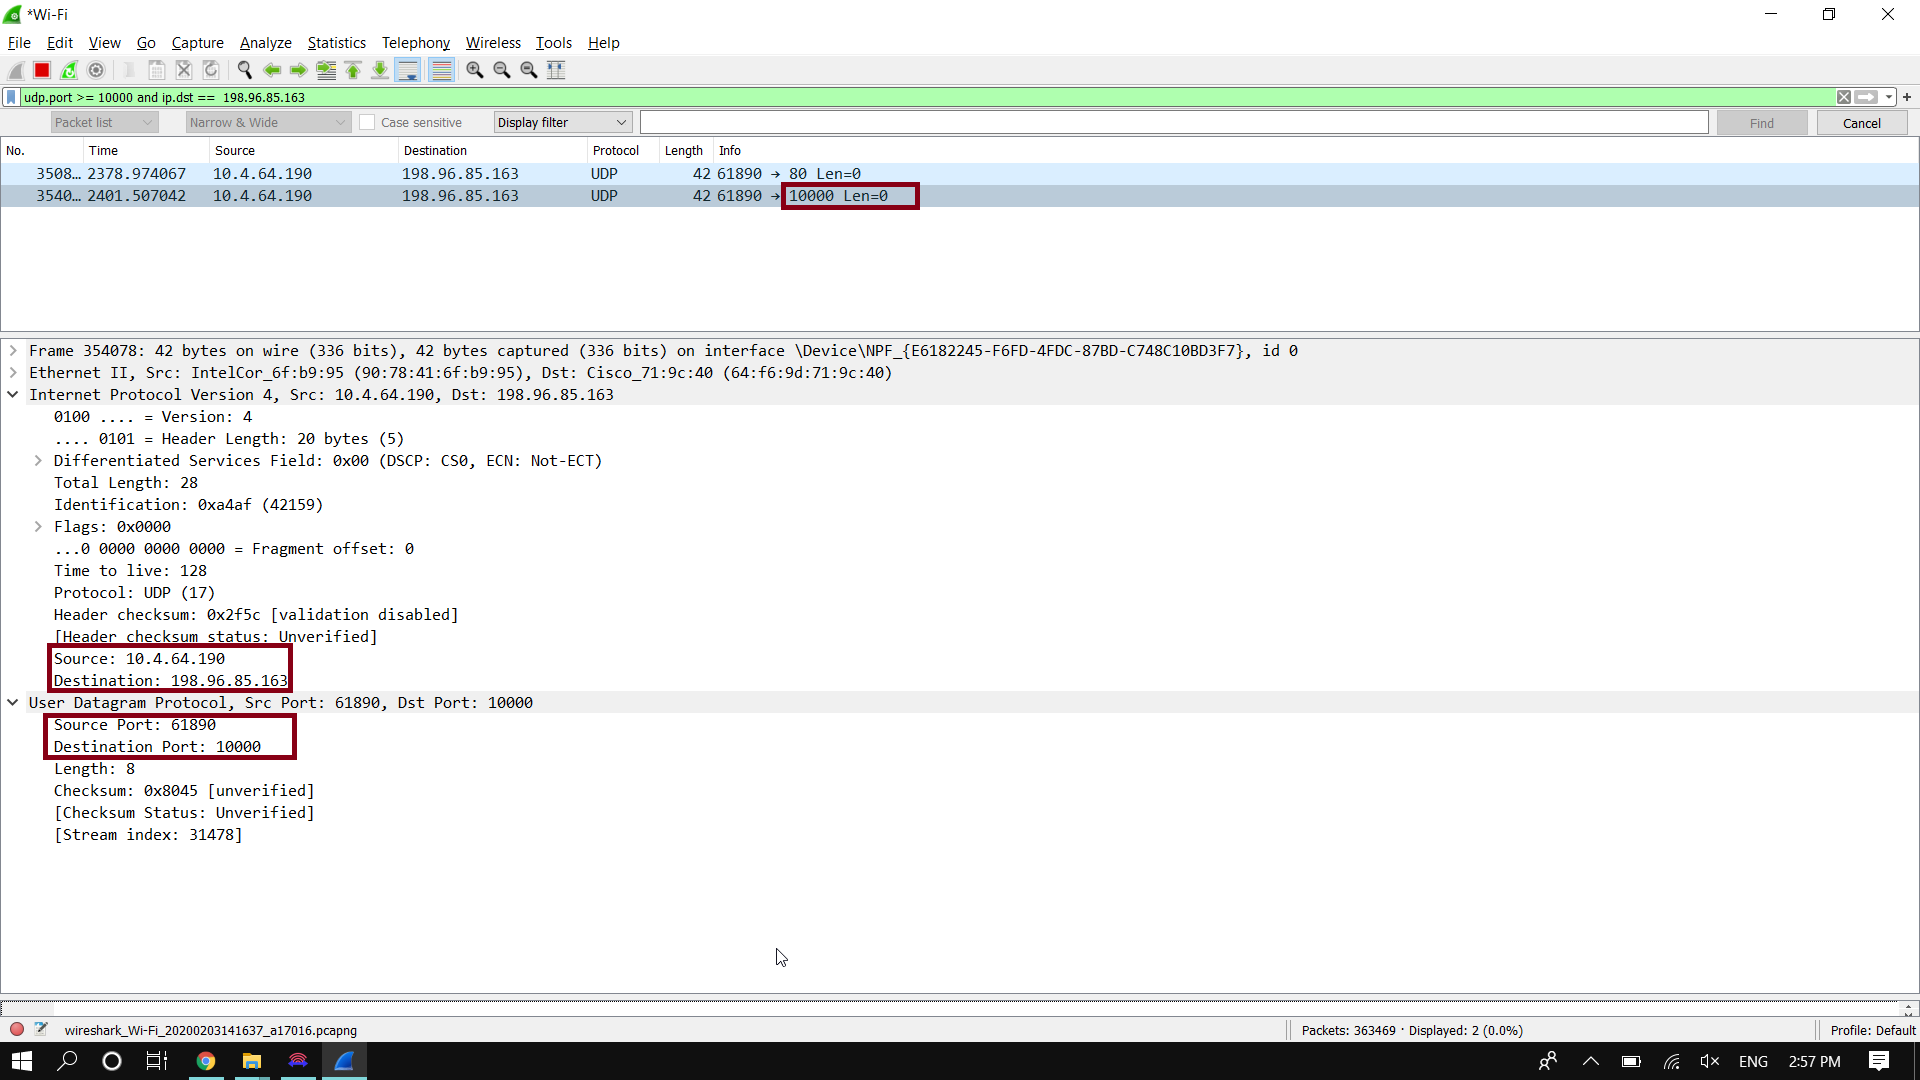 *Wi-Fi
File Edit View Go Capture Analyze Statistics Telephony Wireless Tools Help
udp.port >= 10000 and ip.dst == 198.96.85.163
Packet list Narrow & Wide Case sensitive Display filter Find Cancel
No. Time Source Destination Protocol Length Info
3508… 2378.974067 10.4.64.190 198.96.85.163 UDP 42 61890 → 80 Len=0
3540… 2401.507042 10.4.64.190 198.96.85.163 UDP 42 61890 → 10000 Len=0
Frame 354078: 42 bytes on wire (336 bits), 42 bytes captured (336 bits) on interface \Device\NPF_{E6182245-F6FD-4FDC-87BD-C748C10BD3F7}, id 0
Ethernet II, Src: IntelCor_6f:b9:95 (90:78:41:6f:b9:95), Dst: Cisco_71:9c:40 (64:f6:9d:71:9c:40)
Internet Protocol Version 4, Src: 10.4.64.190, Dst: 198.96.85.163
0100 .... = Version: 4
.... 0101 = Header Length: 20 bytes (5)
Differentiated Services Field: 0x00 (DSCP: CS0, ECN: Not-ECT)
Total Length: 28
Identification: 0xa4af (42159)
Flags: 0x0000
...0 0000 0000 0000 = Fragment offset: 0
Time to live: 128
Protocol: UDP (17)
Header checksum: 0x2f5c [validation disabled]
[Header checksum status: Unverified]
Source: 10.4.64.190
Destination: 198.96.85.163
User Datagram Protocol, Src Port: 61890, Dst Port: 10000
Source Port: 61890
Destination Port: 10000
Length: 8
Checksum: 0x8045 [unverified]
[Checksum Status: Unverified]
[Stream index: 31478]
wireshark_Wi-Fi_20200203141637_a17016.pcapng Packets: 363469 · Displayed: 2 (0.0%) Profile: Default
ENG 2:57 PM